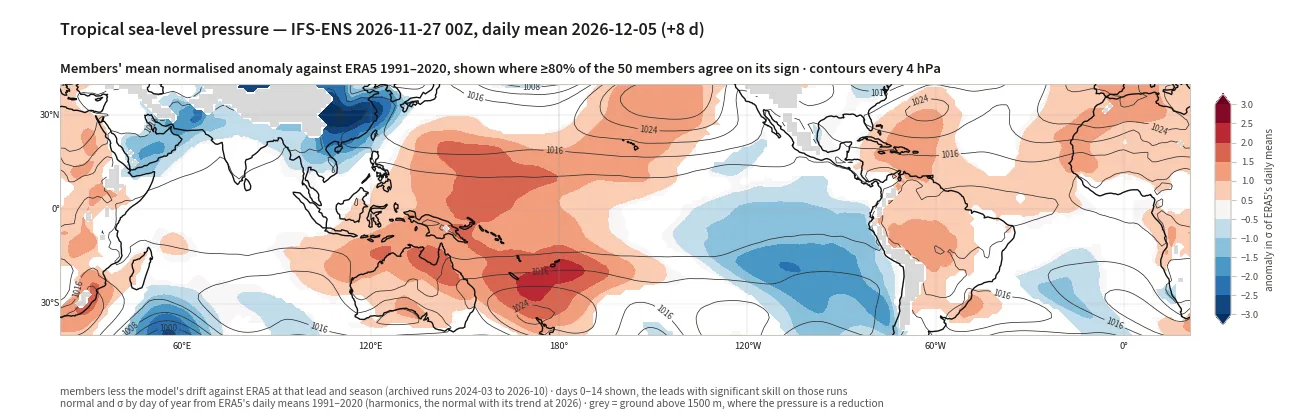 Tropical sea-level pressure — IFS-ENS 2026-11-27 00Z, daily mean 2026-12-05 (+8 d)
Members' mean normalised anomaly against ERA5 1991–2020, shown where ≥80% of the 50 members agree on its sign · contours every 4 hPa
1016
1008
1016
1024
1024
1024
1016
1016
1016
1024
1016
1008
1000
1016
1016
1016
1016
30°N
0°
30°S
60°E
120°E
180°
120°W
60°W
0°
3.0
2.5
2.0
1.5
1.0
0.5
−0.5
−1.0
−1.5
−2.0
−2.5
−3.0
anomaly in σ of ERA5's daily means
members less the model's drift against ERA5 at that lead and season (archived runs 2024-03 to 2026-10) · days 0–14 shown, the leads with significant skill on those runs
normal and σ by day of year from ERA5's daily means 1991–2020 (harmonics, the normal with its trend at 2026) · grey = ground above 1500 m, where the pressure is a reduction